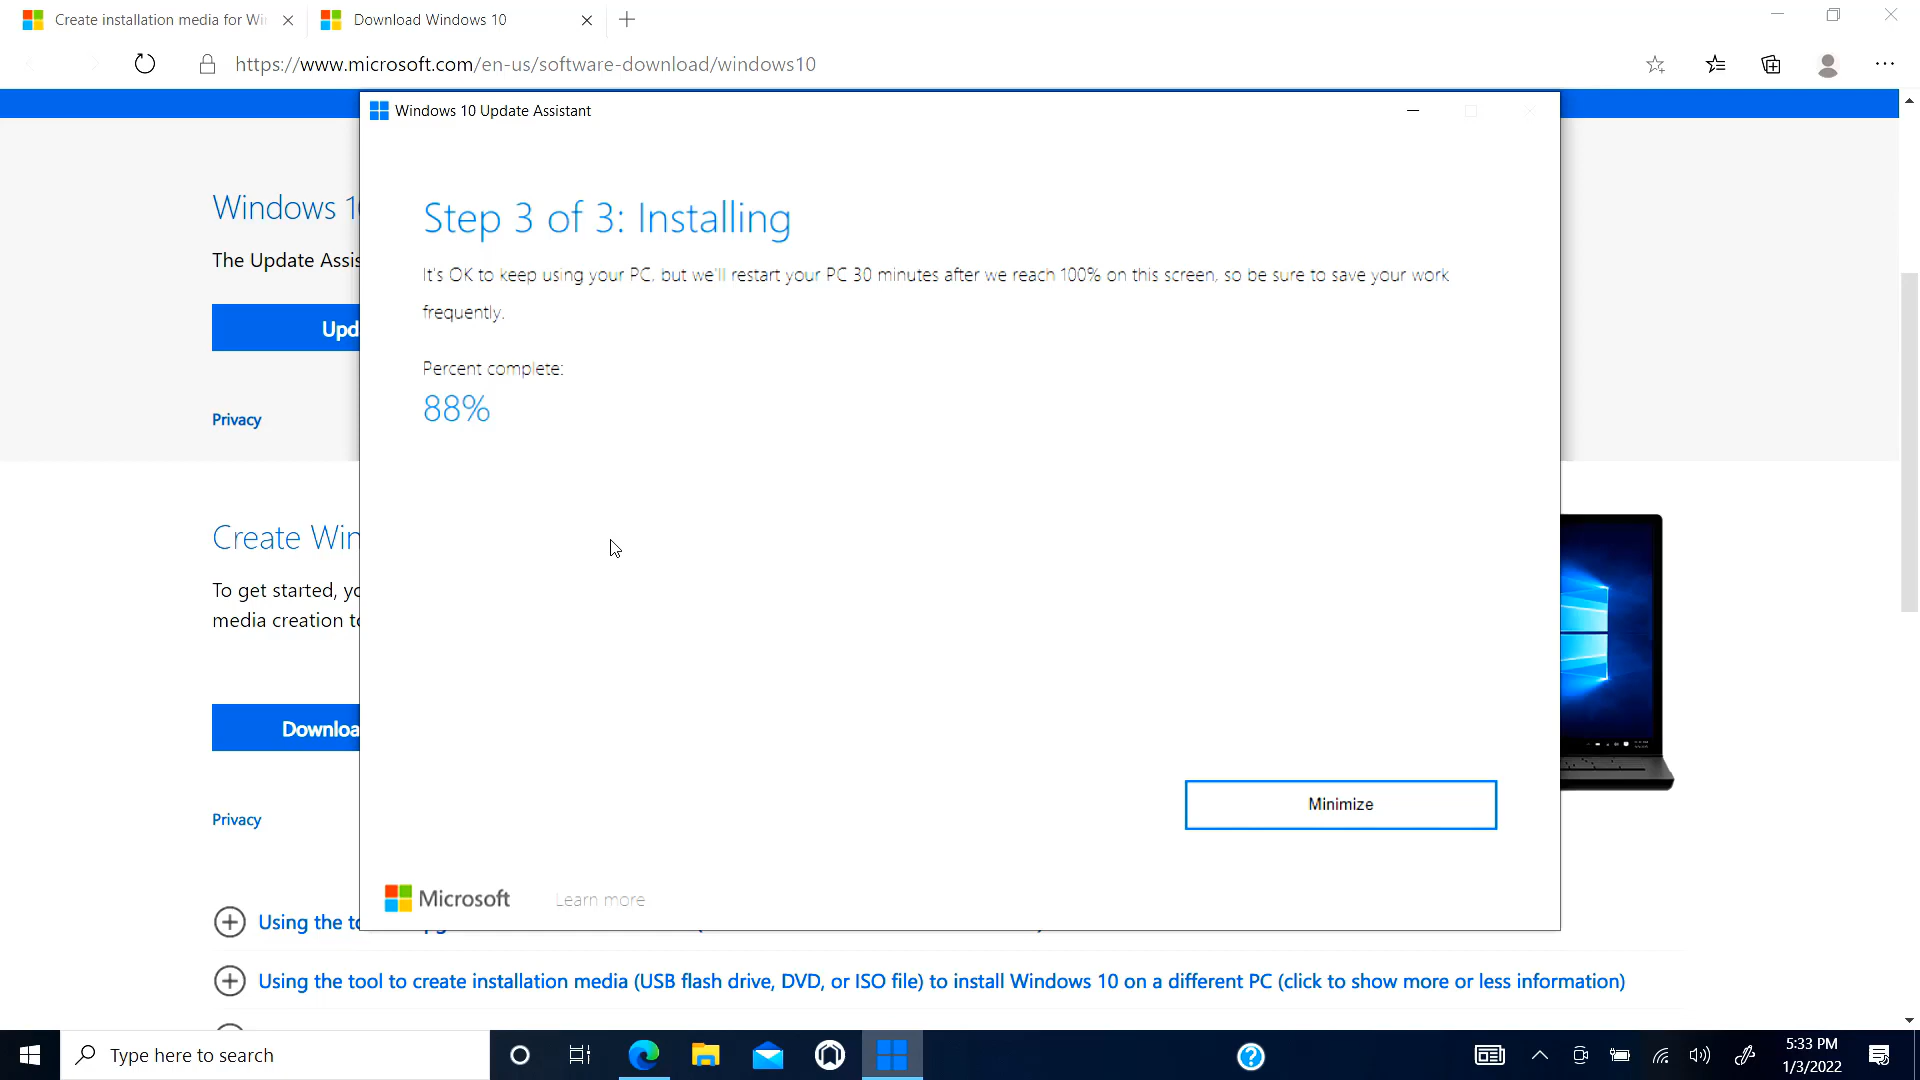 Create installation media for Wi
Download Windows 10
https://www.microsoft.com/en-us/software-download/windows10
Windows 10 Update Assistant
Windows 1
The Update Assis
Upd
Privacy
Step 3 of 3: Installing
It's OK to keep using your PC, but we'll restart your PC 30 minutes after we reach 100% on this screen, so be sure to save your work
frequently.
Percent complete:
88%
Create Win
To get started, yo
media creation to
Downloa
Privacy
Minimize
Microsoft
Learn more
Using the to
Using the tool to create installation media (USB flash drive, DVD, or ISO file) to install Windows 10 on a different PC (click to show more or less information)
Type here to search
5:33 PM
1/3/2022